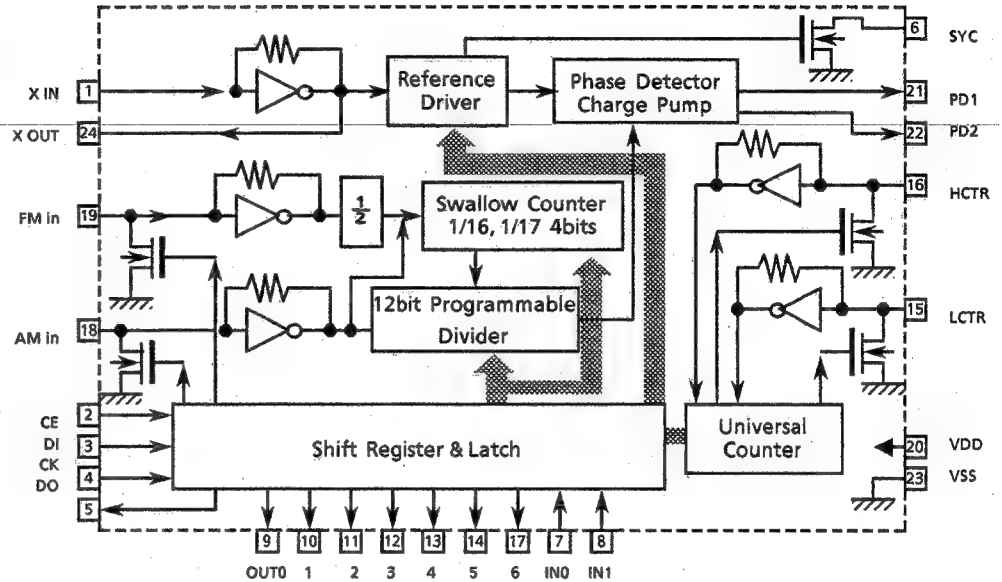 6
SYC
Reference
Driver
Phase Detector
Charge Pump
X IN
1
21
PD1
X OUT
24
22
PD2
16
HCTR
FM in
19
1
2
Swallow Counter
1/16, 1/17 4bits
12bit Programmable
Divider
15
LCTR
AM in
18
CE
2
DI
3
CK
4
DO
5
Shift Register & Latch
Universal
Counter
20
VDD
23
VSS
9
10
11
12
13
14
17
7
8
OUT0
1
2
3
4
5
6
IN0
IN1